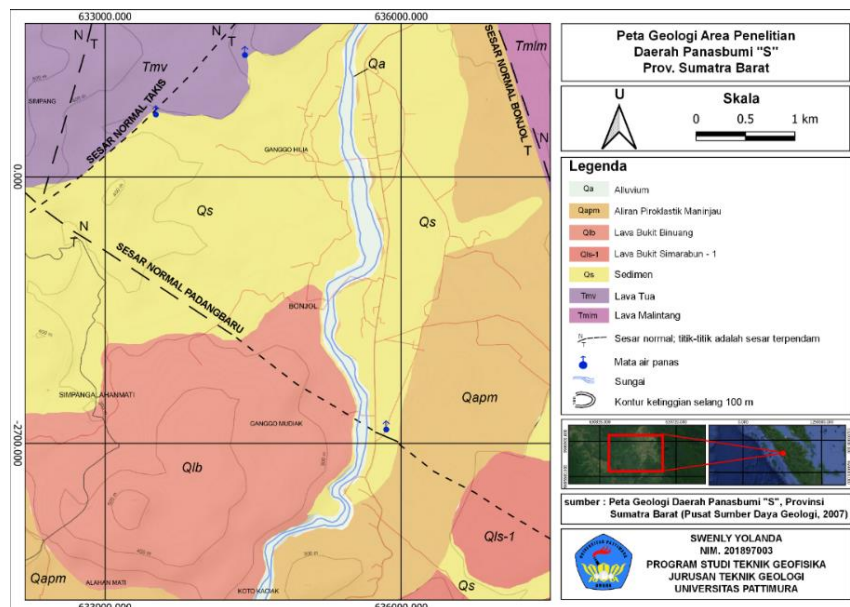 633000.000
636000.000
0.000
-2700.000
633000.000
636000.000
Tmv
Qa
Tmlm
N
T
SIMPANG
SESAR NORMAL TAKIS
SESAR NORMAL BONJOL
N
T
GANGGO HILIA
Qs
Qs
N
T
SESAR NORMAL PADANGBARU
BONJOL
SIMPANGALAHANMATI
GANGGO MUDIAK
Qapm
Qlb
Qls-1
Qapm
ALAHAN MATI
KOTO KACIAK
Qs
Peta Geologi Area Penelitian
Daerah Panasbumi "S"
Prov. Sumatra Barat
U
Skala
0 0.5 1 km
Legenda
Qa Alluvium
Qapm Aliran Piroklastik Maninjau
Qlb Lava Bukit Binuang
Qls-1 Lava Bukit Simarabun - 1
Qs Sedimen
Tmv Lava Tua
Tmlm Lava Malintang
N
T
Sesar normal; titik-titik adalah sesar terpendam
Mata air panas
Sungai
Kontur ketinggian selang 100 m
sumber : Peta Geologi Daerah Panasbumi "S", Provinsi
Sumatra Barat (Pusat Sumber Daya Geologi, 2007)
SWENLY YOLANDA
NIM. 201897003
PROGRAM STUDI TEKNIK GEOFISIKA
JURUSAN TEKNIK GEOLOGI
UNIVERSITAS PATTIMURA